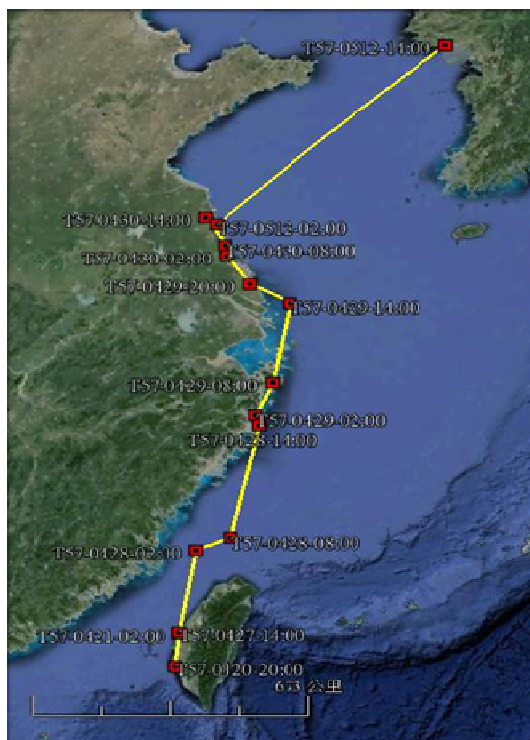 TS7-0512-14:00
TS7-0430-14:00
TS7-0512-02:00
TS7-0430-08:00
TS7-0430-02:00
TS7-0429-20:00
TS7-0429-14:00
TS7-0429-08:00
TS7-0429-02:00
TS7-0428-14:00
TS7-0428-08:00
TS7-0428-02:00
TS7-0421-02:00
TS7-0427-14:00
TS7-0420-20:00
673 公里